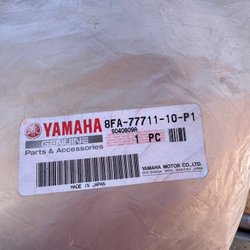 YAMAHA 8FA-77711-10-P1
GENUINE S040809A
Parts & Accessories 1 PC
YAMAHA MOTOR CO.,LTD.
MADE IN JAPAN